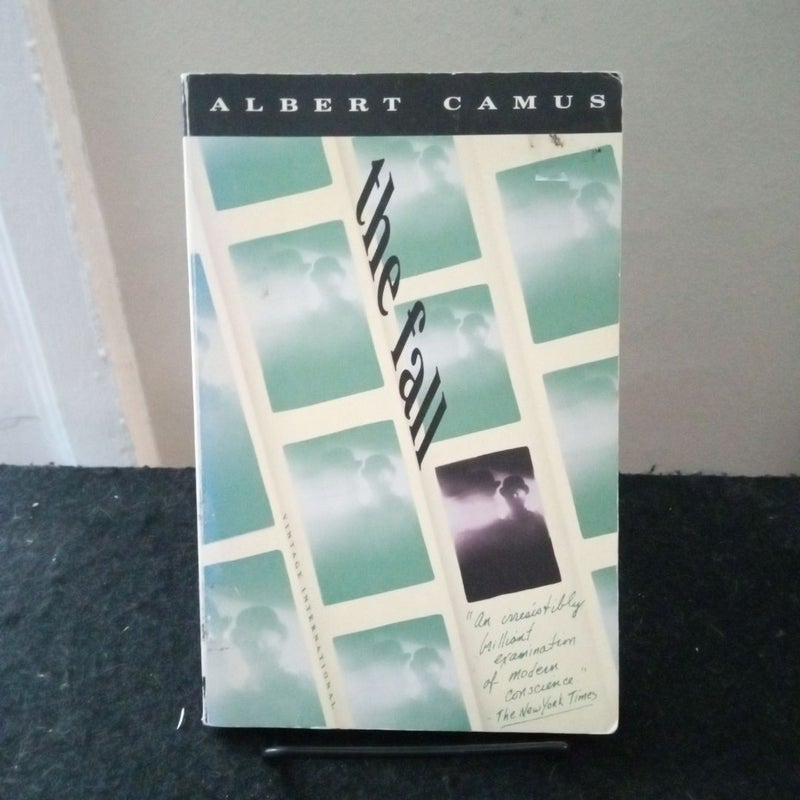 ALBERT CAMUS
the fall
VINTAGE INTERNATIONAL
"An irresistibly
brilliant
examination
of modern
conscience."
-The New York Times